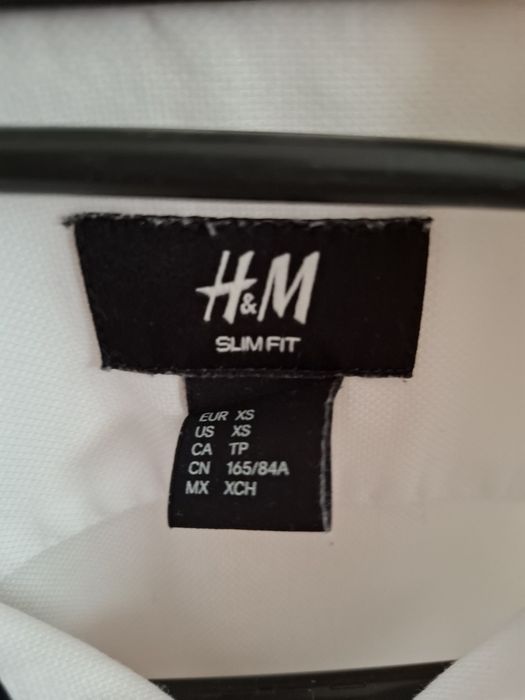 H&M
SLIM FIT
EUR XS
US XS
CA TP
CN 165/84A
MX XCH